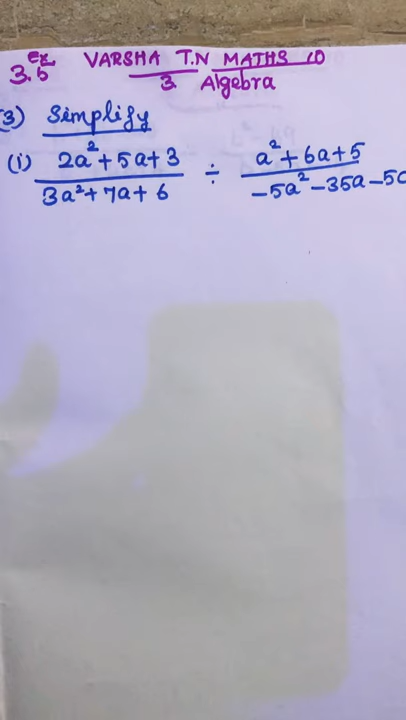 Ex 3.6 VARSHA T.N MATHS 10
3. Algebra
(3) Simplify
(i) 2a²+5a+3 / 3a²+7a+6 ÷ a²+6a+5 / -5a²-35a-50